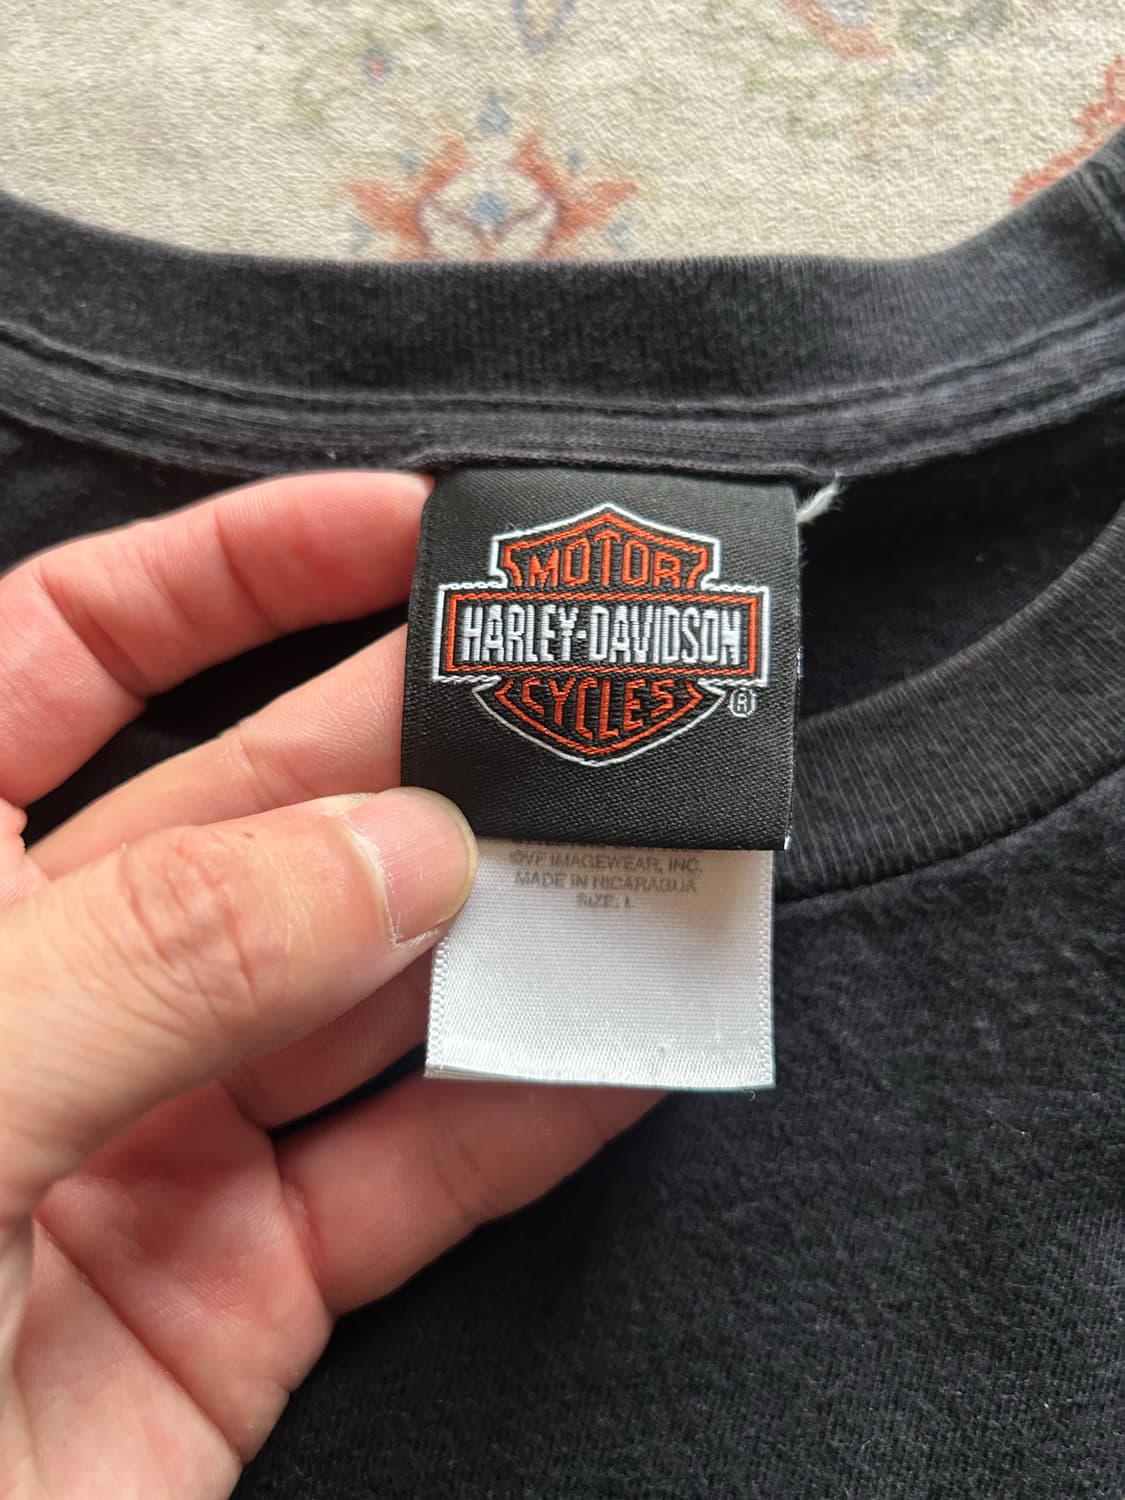 MOTOR
HARLEY-DAVIDSON
CYCLES
®
©VF IMAGEWEAR, INC.
MADE IN NICARAGUA
SIZE: L